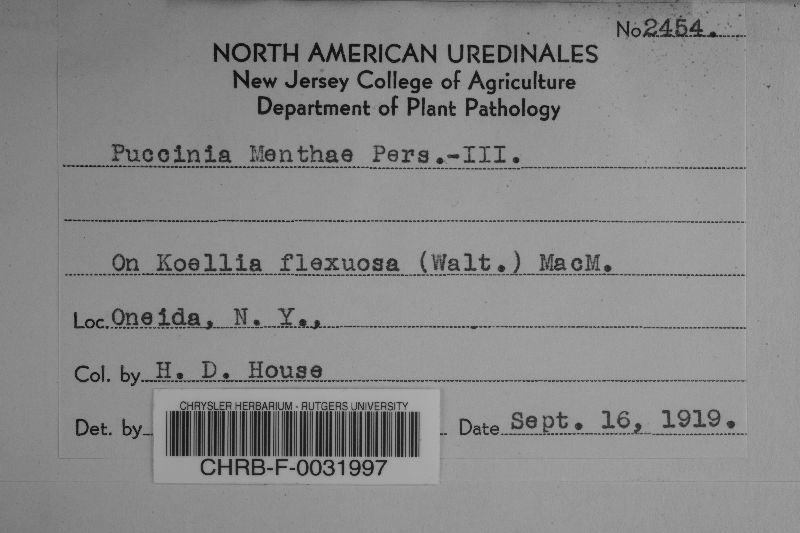 No 2454.
NORTH AMERICAN UREDINALES
New Jersey College of Agriculture
Department of Plant Pathology
Puccinia Menthae Pers.-III.
On Koellia flexuosa (Walt.) MacM.
Loc. Oneida, N. Y.,
Col. by H. D. House
Det. by Date Sept. 16, 1919.
CHRYSLER HERBARIUM - RUTGERS UNIVERSITY
CHRB-F-0031997